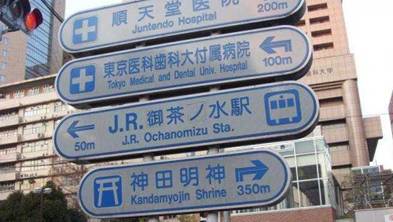 順天堂医院
Juntendo Hospital
200m
東京医科歯科大付属病院
Tokyo Medical and Dental Univ. Hospital
100m
J.R.御茶ノ水駅
J.R. Ochanomizu Sta.
50m
神田明神
Kandamyojin Shrine
350m